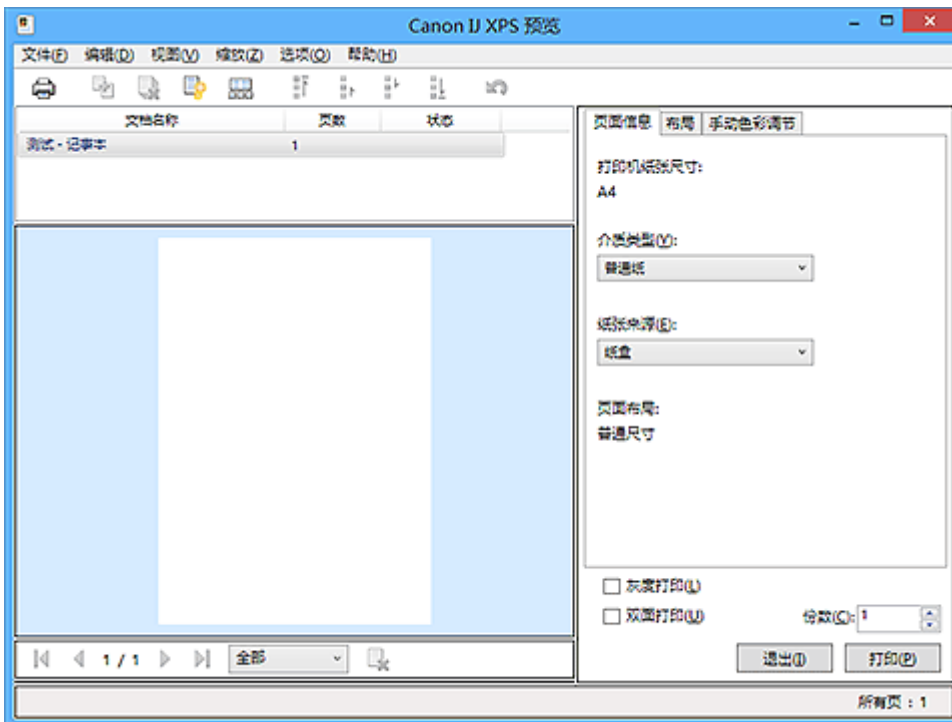 Canon IJ XPS 预览
文件(F) 编辑(D) 视图(V) 缩放(Z) 选项(O) 帮助(H)
文档名称 页数 状态
测试 - 记事本 1
页面信息 布局 手动色彩调节
打印机纸张尺寸:
A4
介质类型(Y):
普通纸
纸张来源(E):
纸盒
页面布局:
普通尺寸
灰度打印(L)
双面打印(U) 份数(C): 1
1 / 1 全部
退出(I) 打印(P)
所有页 : 1